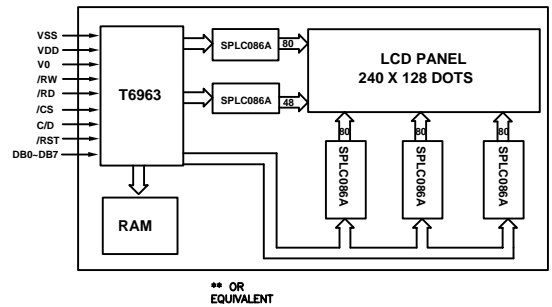 VSS
VDD
V0
/RW
/RD
/CS
C/D
/RST
DB0~DB7
T6963
RAM
SPLC086A
80
SPLC086A
48
LCD PANEL
240 X 128 DOTS
80
80
80
SPLC086A
SPLC086A
SPLC086A
** OR
EQUIVALENT